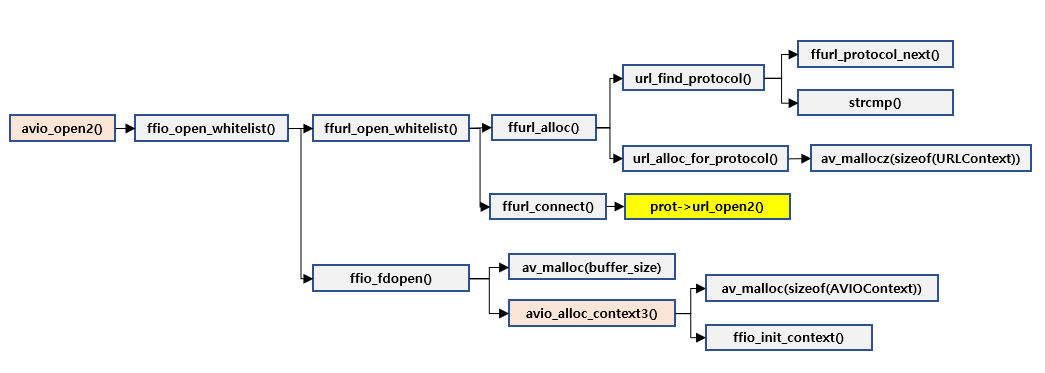 avio_open2()
ffio_open_whitelist()
ffurl_open_whitelist()
ffurl_alloc()
url_find_protocol()
ffurl_protocol_next()
strcmp()
url_alloc_for_protocol()
av_mallocz(sizeof(URLContext))
ffurl_connect()
prot->url_open2()
ffio_fdopen()
av_malloc(buffer_size)
avio_alloc_context3()
av_malloc(sizeof(AVIOContext))
ffio_init_context()